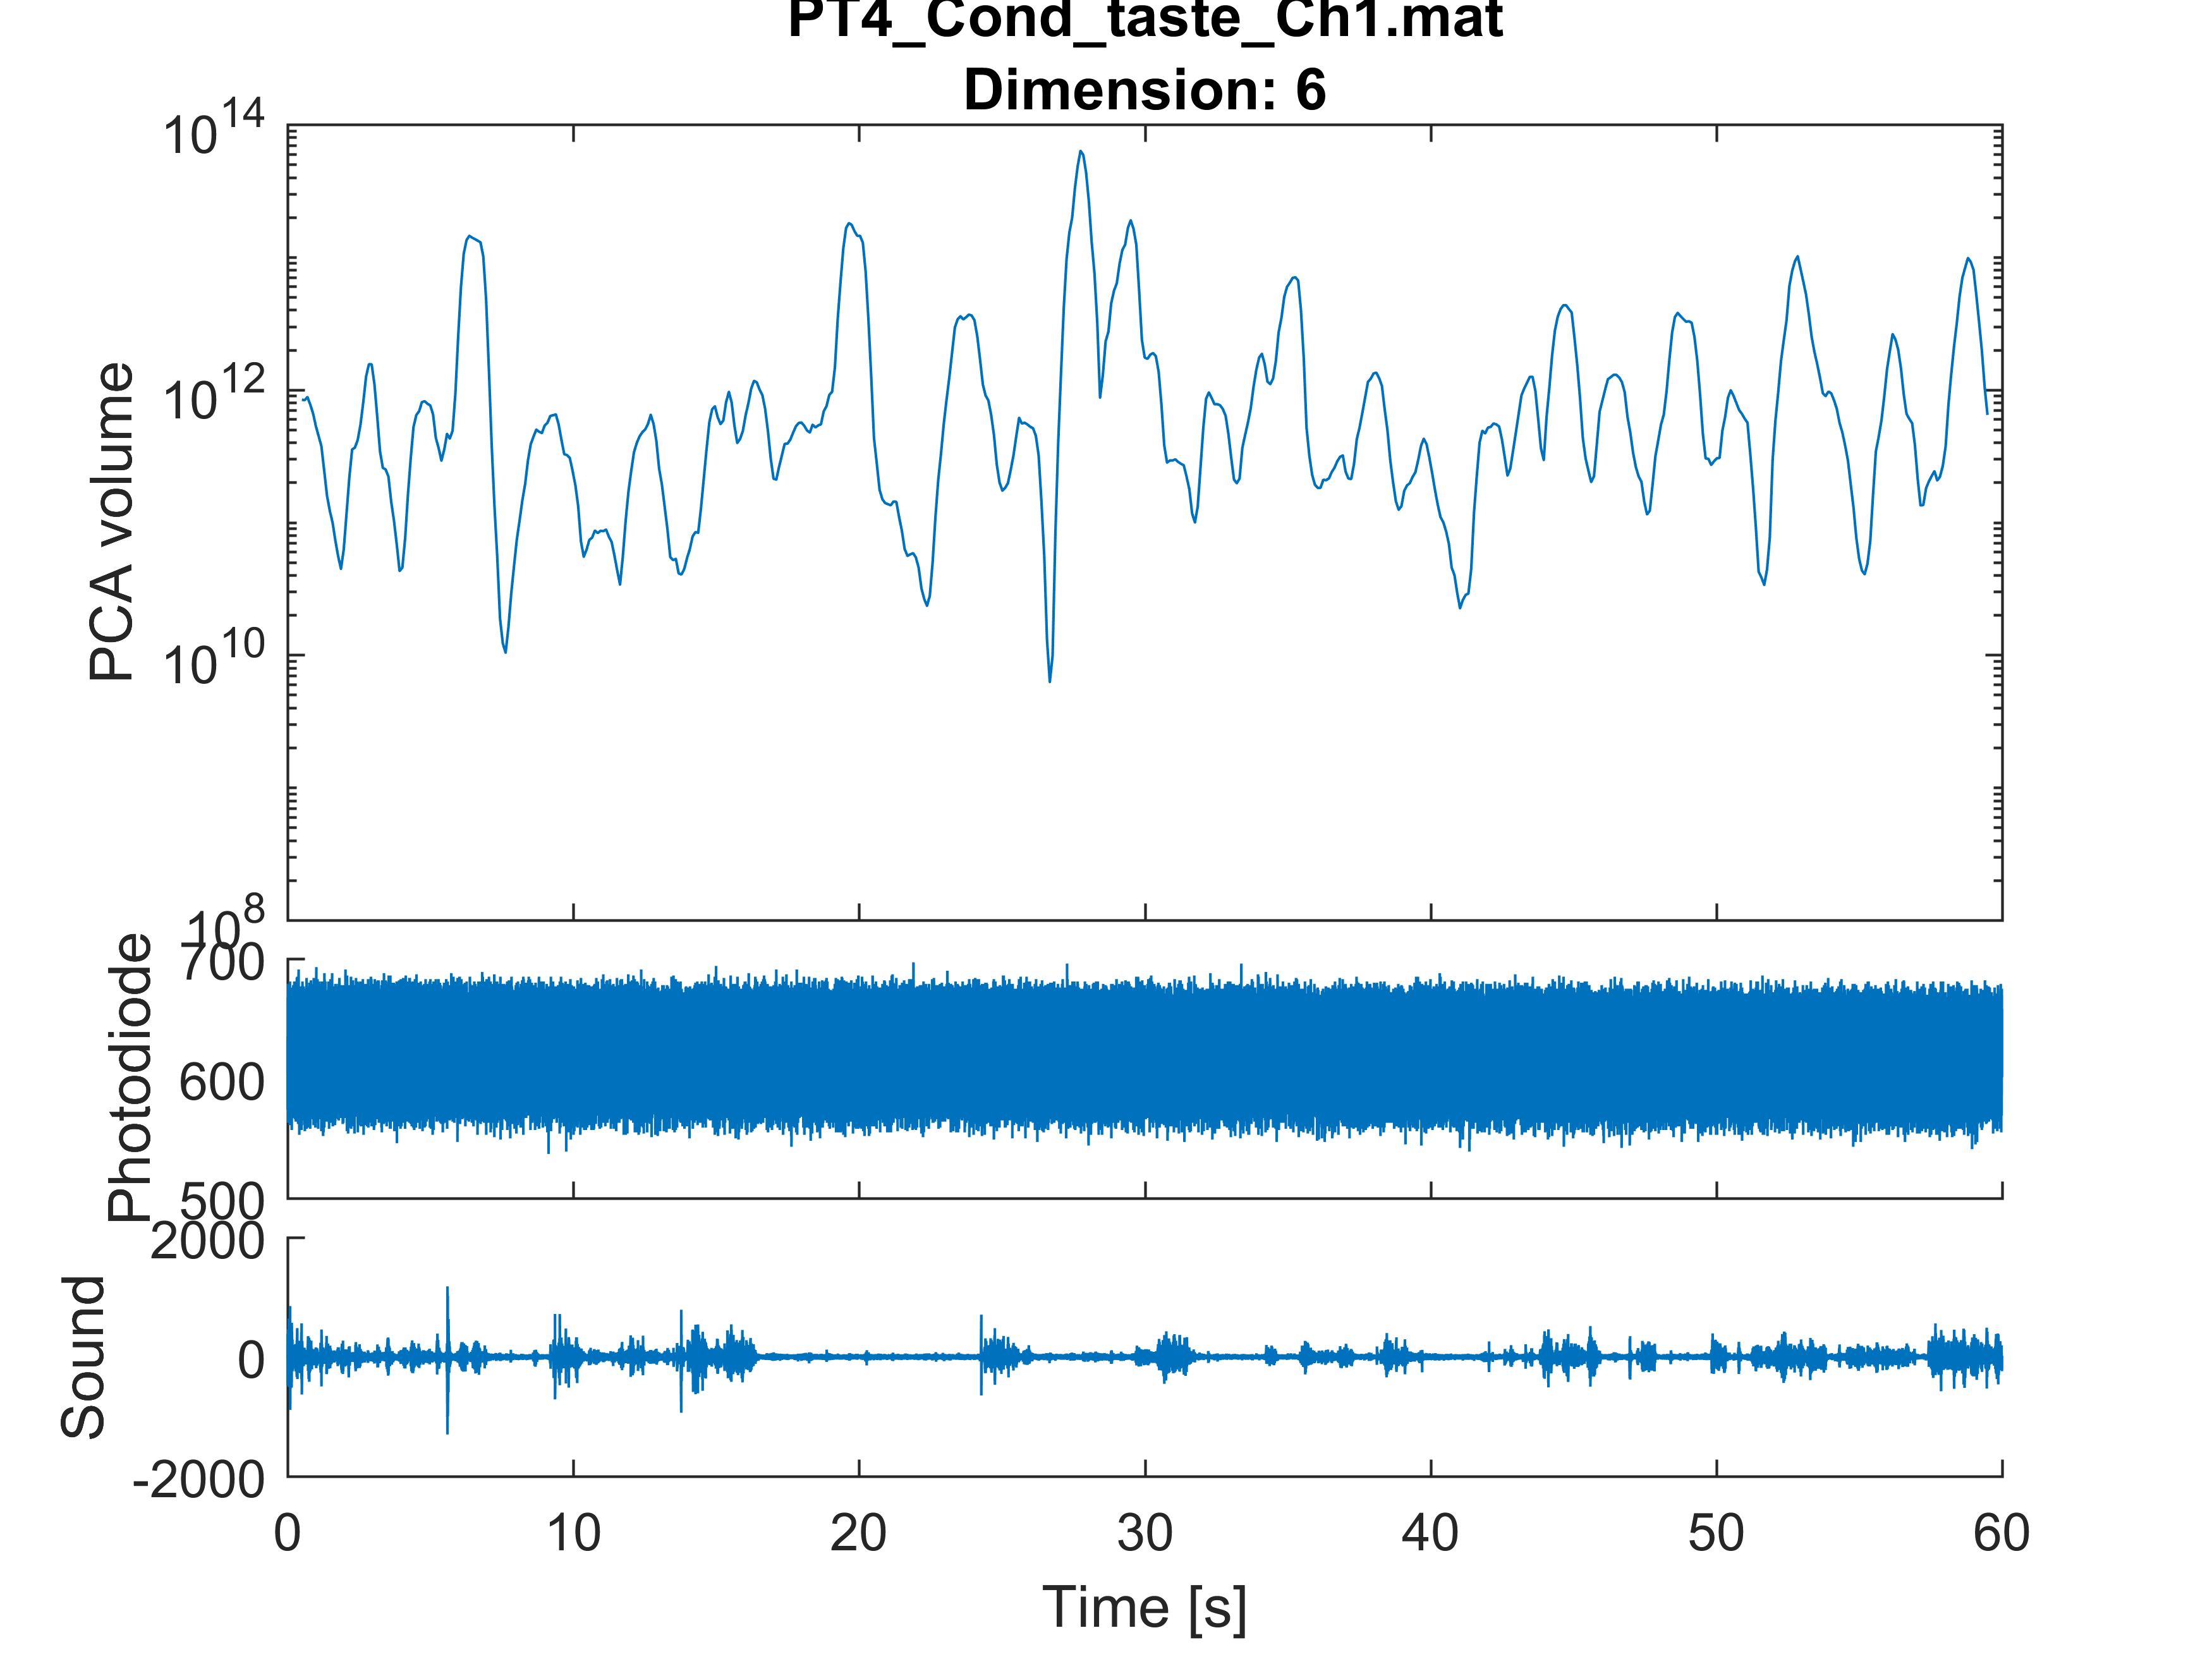 PT4_Cond_taste_Ch1.mat
Dimension: 6
PCA volume
10^14
10^12
10^10
10^8
Photodiode
700
600
500
Sound
2000
0
-2000
0 10 20 30 40 50 60
Time [s]